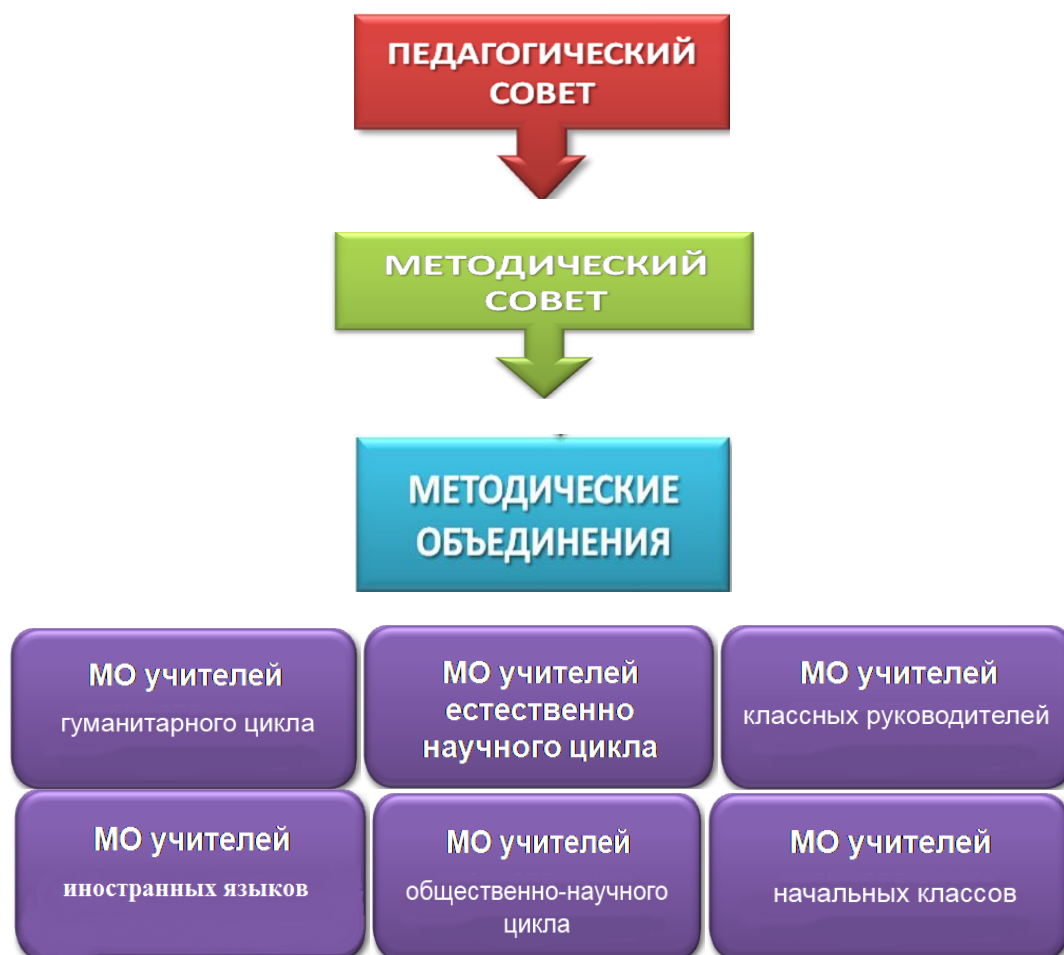 ПЕДАГОГИЧЕСКИЙ
СОВЕТ
МЕТОДИЧЕСКИЙ
СОВЕТ
МЕТОДИЧЕСКИЕ
ОБЪЕДИНЕНИЯ
МО учителей
гуманитарного цикла
МО учителей
естественно
научного цикла
МО учителей
классных руководителей
МО учителей
иностранных языков
МО учителей
общественно-научного
цикла
МО учителей
начальных классов